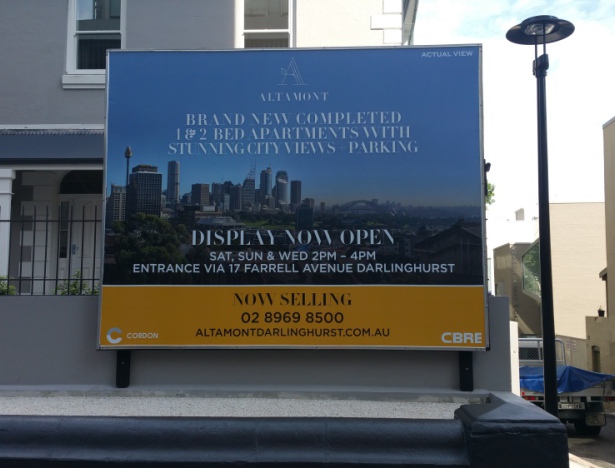 ACTUAL VIEW
ALTAMONT
BRAND NEW COMPLETED
1 & 2 BED APARTMENTS WITH
STUNNING CITY VIEWS + PARKING
DISPLAY NOW OPEN
SAT, SUN & WED 2PM - 4PM
ENTRANCE VIA 17 FARRELL AVENUE DARLINGHURST
NOW SELLING
02 8969 8500
ALTAMONTDARLINGHURST.COM.AU
CORDON
CBRE